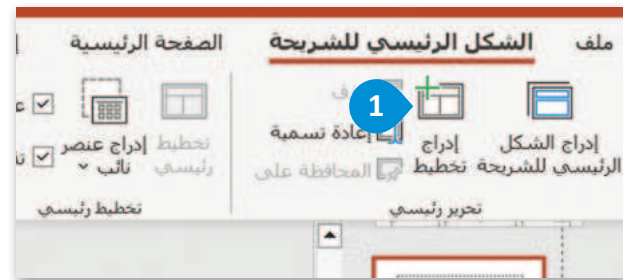 ملف الشكل الرئيسي للشريحة الصفحة الرئيسية
إدراج الشكل
الرئيسي للشريحة
إدراج
تخطيط
1
إعادة تسمية
المحافظة على
تحرير رئيسي
تخطيط
رئيسي
إدراج عنصر
نائب
تخطيط رئيسي